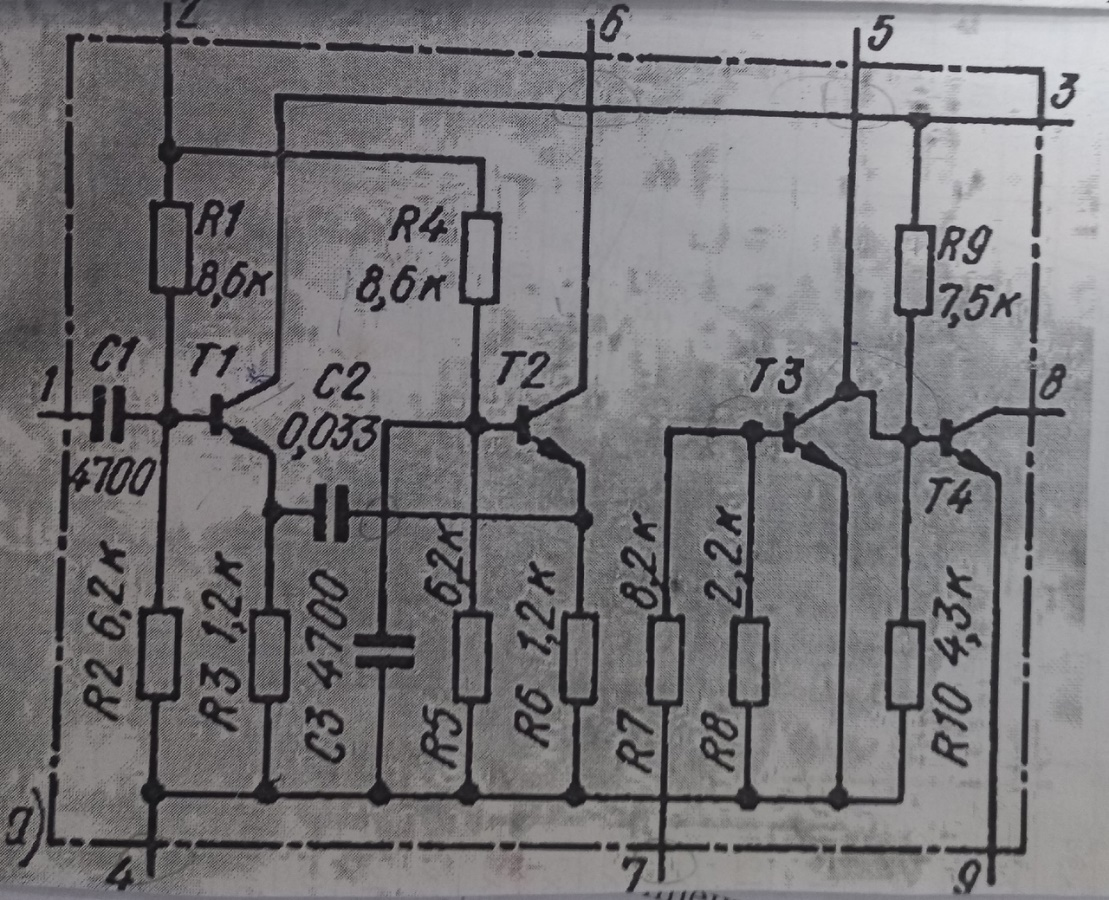 2
6
5
3
R1
8,6к
R4
8,6к
R9
7,5к
1
C1
4700
T1
C2
0,033
T2
T3
8
T4
R2 6,2к
R3 1,2к
C3 4700
R5 6,2к
R6 1,2к
R7 8,2к
R8 2,2к
R10 4,3к
а)
4
7
9